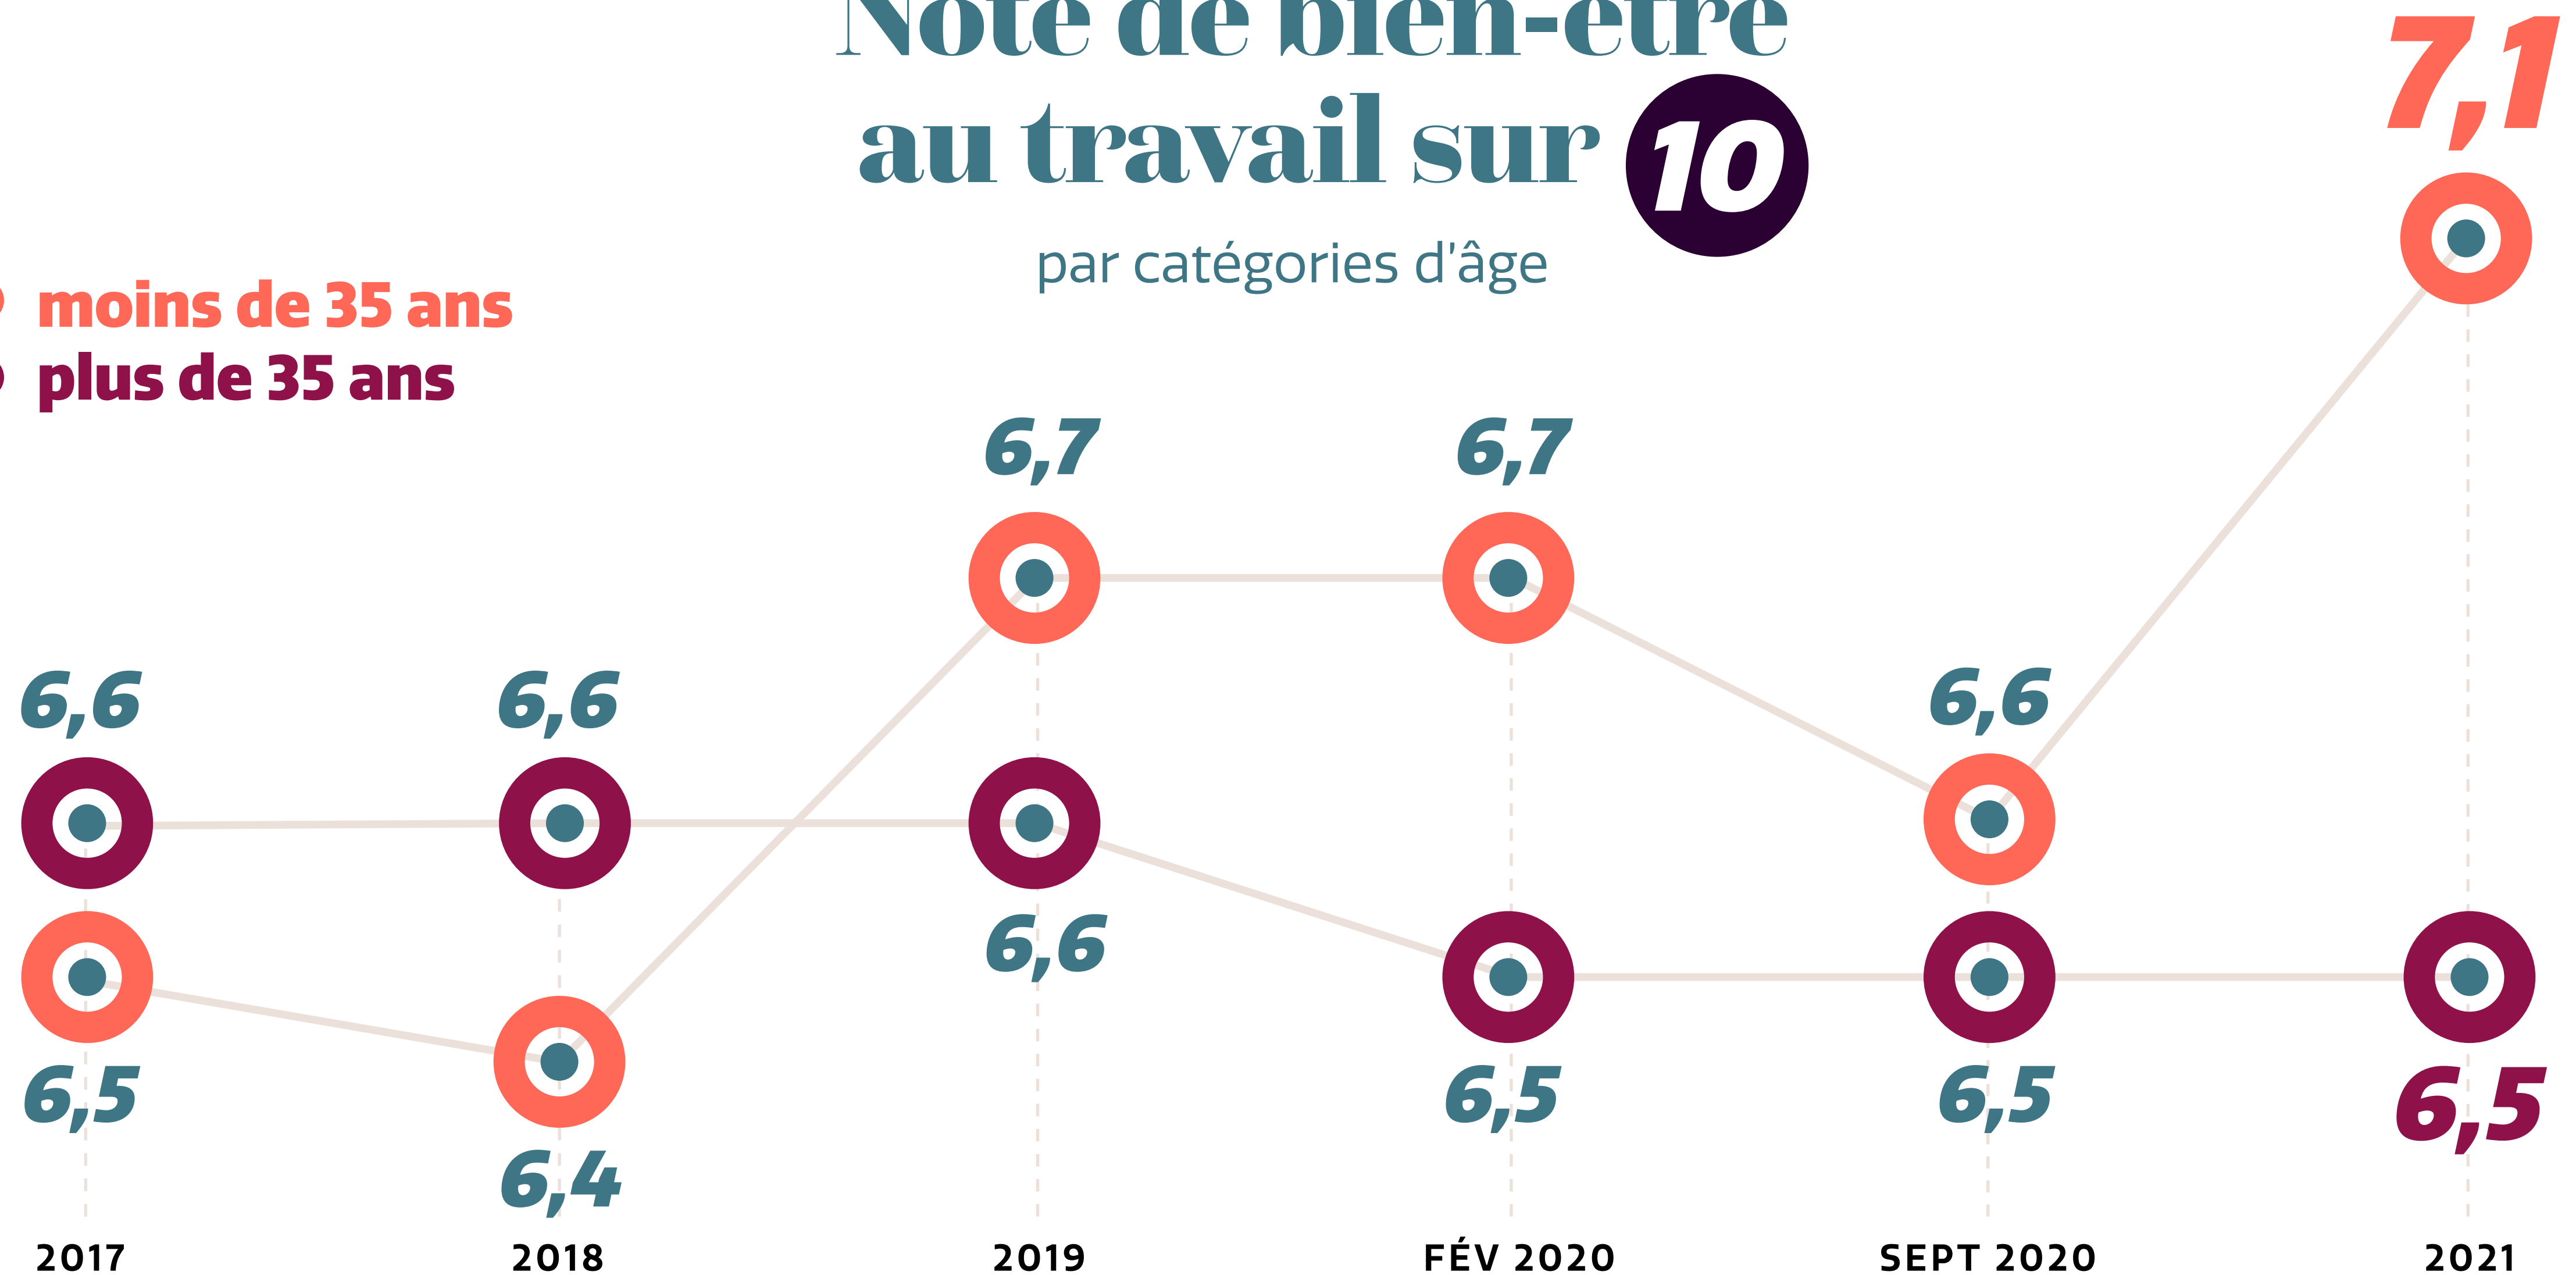 Note de bien-être
au travail sur 10
par catégories d'âge
7,1
moins de 35 ans
plus de 35 ans
6,7 6,7
6,6 6,6 6,6
6,6
6,5 6,5 6,5 6,5
6,4
2017 2018 2019 FÉV 2020 SEPT 2020 2021